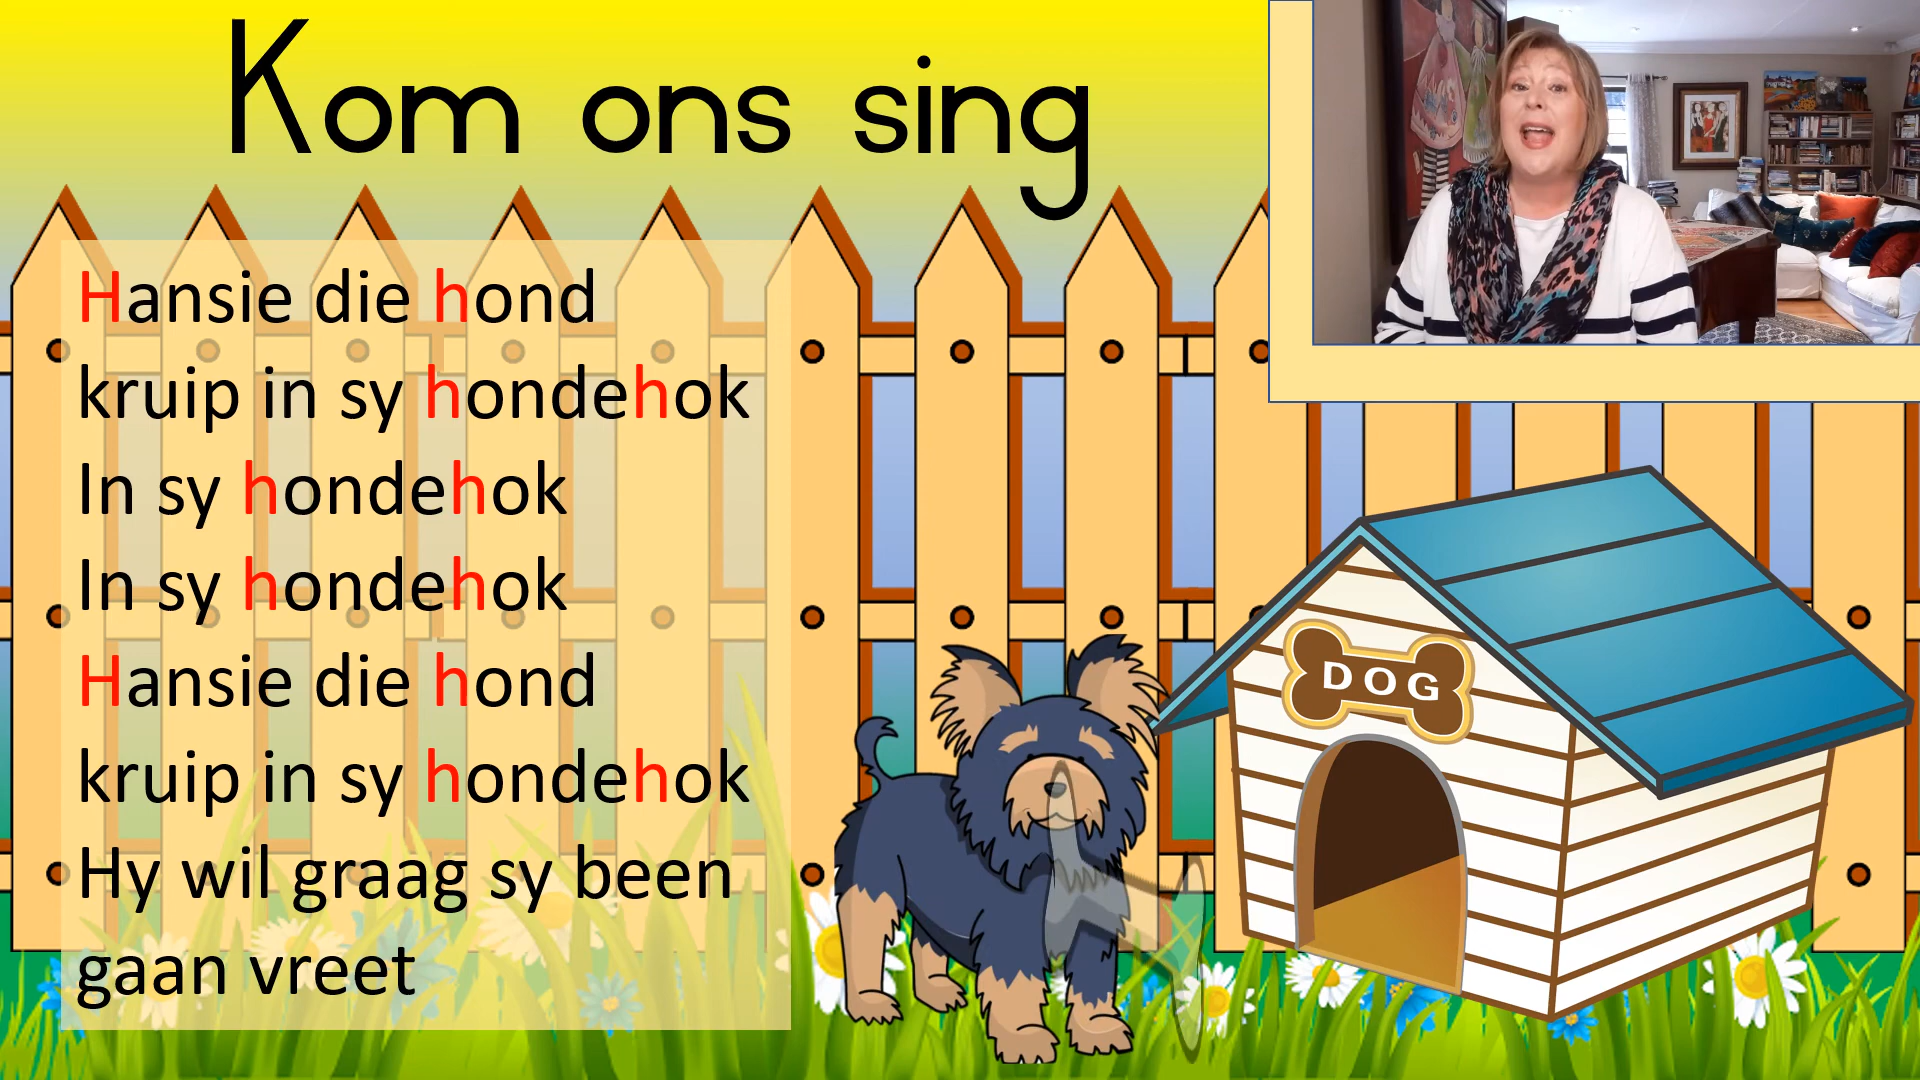 Kom ons sing
Hansie die hond
kruip in sy hondehok
In sy hondehok
In sy hondehok
Hansie die hond
kruip in sy hondehok
Hy wil graag sy been
gaan vreet
DOG